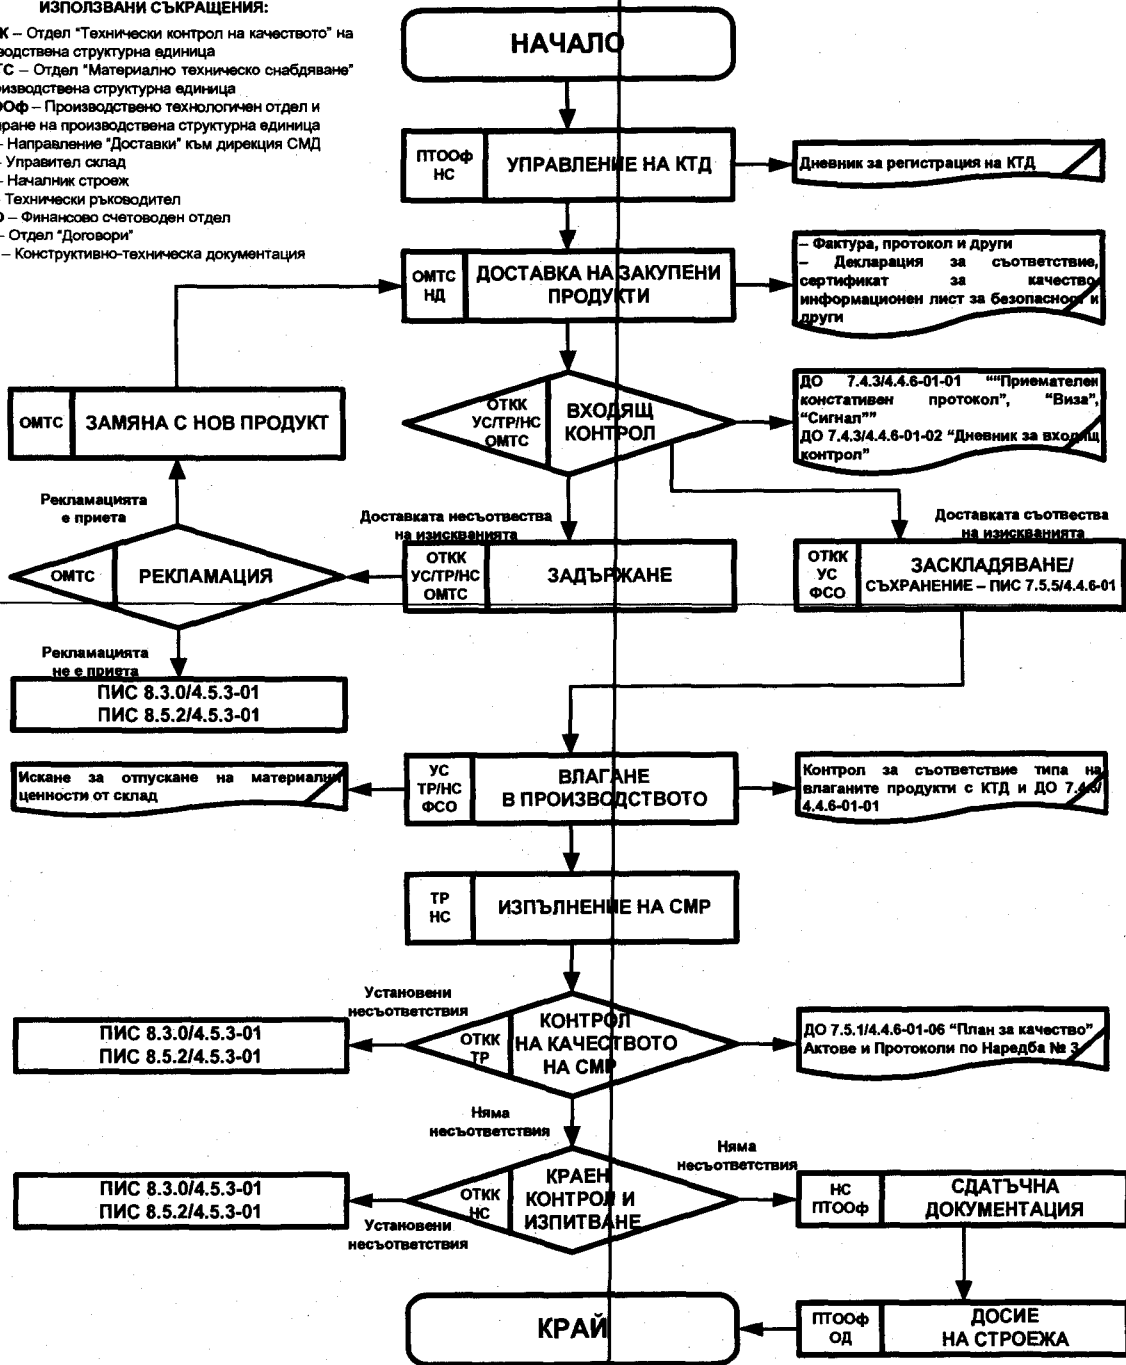 ИЗПОЛЗВАНИ СЪКРАЩЕНИЯ:
К – Отдел "Технически контрол на качеството" на
водствена структурна единица
ТС – Отдел "Материално техническо снабдяване"
оизводствена структурна единица
ООф – Производствено технологичен отдел и
иране на производствена структурна единица
– Направление "Доставки" към дирекция СМД
– Управител склад
– Началник строеж
– Технически ръководител
О – Финансово счетоводен отдел
– Отдел "Договори"
– Конструктивно-техническа документация
НАЧАЛО
ПТООф
НС
УПРАВЛЕНИЕ НА КТД
Дневник за регистрация на КТД
ОМТС
НД
ДОСТАВКА НА ЗАКУПЕНИ
ПРОДУКТИ
– Фактура, протокол и други
– Декларация за съответствие,
сертификат за качество,
информационен лист за безопасност и
други
ОМТС
ЗАМЯНА С НОВ ПРОДУКТ
ОТКК
УС/ТР/НС
ОМТС
ВХОДЯЩ
КОНТРОЛ
ДО 7.4.3/4.4.6-01-01 ““Приемателен
констативен протокол”, “Виза”,
“Сигнал””
ДО 7.4.3/4.4.6-01-02 “Дневник за входящ
контрол”
Рекламацията
е приета
Доставката несъотвества
на изискванията
Доставката съотвества
на изискванията
ОМТС
РЕКЛАМАЦИЯ
ОТКК
УС/ТР/НС
ОМТС
ЗАДЪРЖАНЕ
ОТКК
УС
ФСО
ЗАСКЛАДЯВАНЕ/
СЪХРАНЕНИЕ – ПИС 7.5.5/4.4.6-01
Рекламацията
не е приета
ПИС 8.3.0/4.5.3-01
ПИС 8.5.2/4.5.3-01
Искане за отпускане на материални
ценности от склад
УС
ТР/НС
ФСО
ВЛАГАНЕ
В ПРОИЗВОДСТВОТО
Контрол за съответствие типа на
влаганите продукти с КТД и ДО 7.4.3/
4.4.6-01-01
ТР
НС
ИЗПЪЛНЕНИЕ НА СМР
Установени
несъответствия
ПИС 8.3.0/4.5.3-01
ПИС 8.5.2/4.5.3-01
ОТКК
ТР
КОНТРОЛ
НА КАЧЕСТВОТО
НА СМР
ДО 7.5.1/4.4.6-01-06 “План за качество”
Актове и Протоколи по Наредба № 3
Няма
несъответствия
Няма
несъответствия
ПИС 8.3.0/4.5.3-01
ПИС 8.5.2/4.5.3-01
Установени
несъответствия
ОТКК
НС
КРАЕН
КОНТРОЛ И
ИЗПИТВАНЕ
НС
ПТООф
СДАТЪЧНА
ДОКУМЕНТАЦИЯ
КРАЙ
ПТООф
ОД
ДОСИЕ
НА СТРОЕЖА